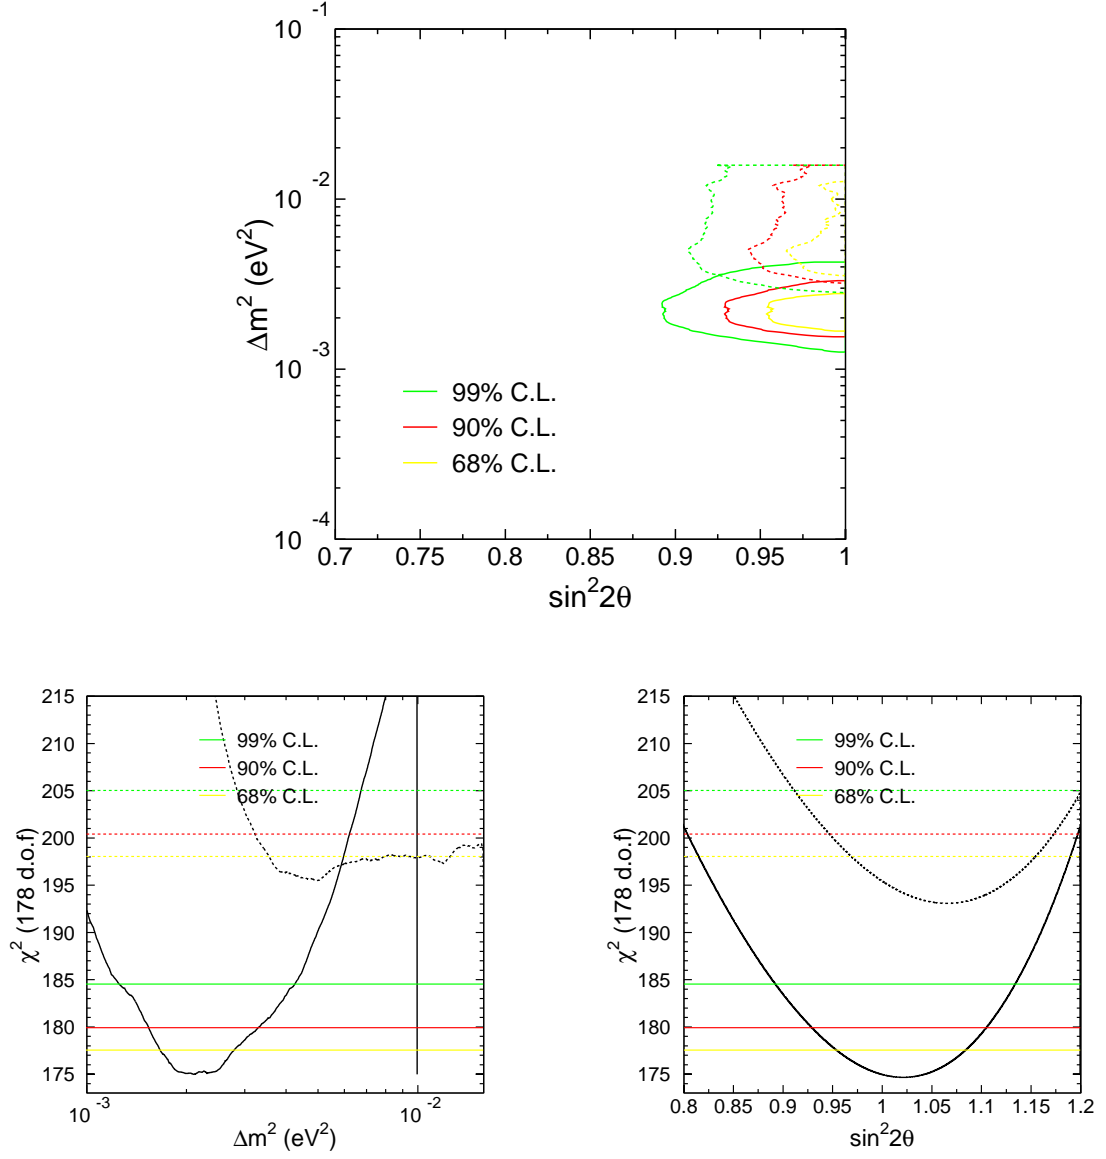 10^-1
10^-2
10^-3
10^-4
Δm² (eV²)
99% C.L.
90% C.L.
68% C.L.
0.7 0.75 0.8 0.85 0.9 0.95 1
sin²2θ
215
210
205
200
195
190
185
180
175
χ² (178 d.o.f)
99% C.L.
90% C.L.
68% C.L.
10^-3 10^-2
Δm² (eV²)
215
210
205
200
195
190
185
180
175
χ² (178 d.o.f)
99% C.L.
90% C.L.
68% C.L.
0.8 0.85 0.9 0.95 1 1.05 1.1 1.15 1.2
sin²2θ